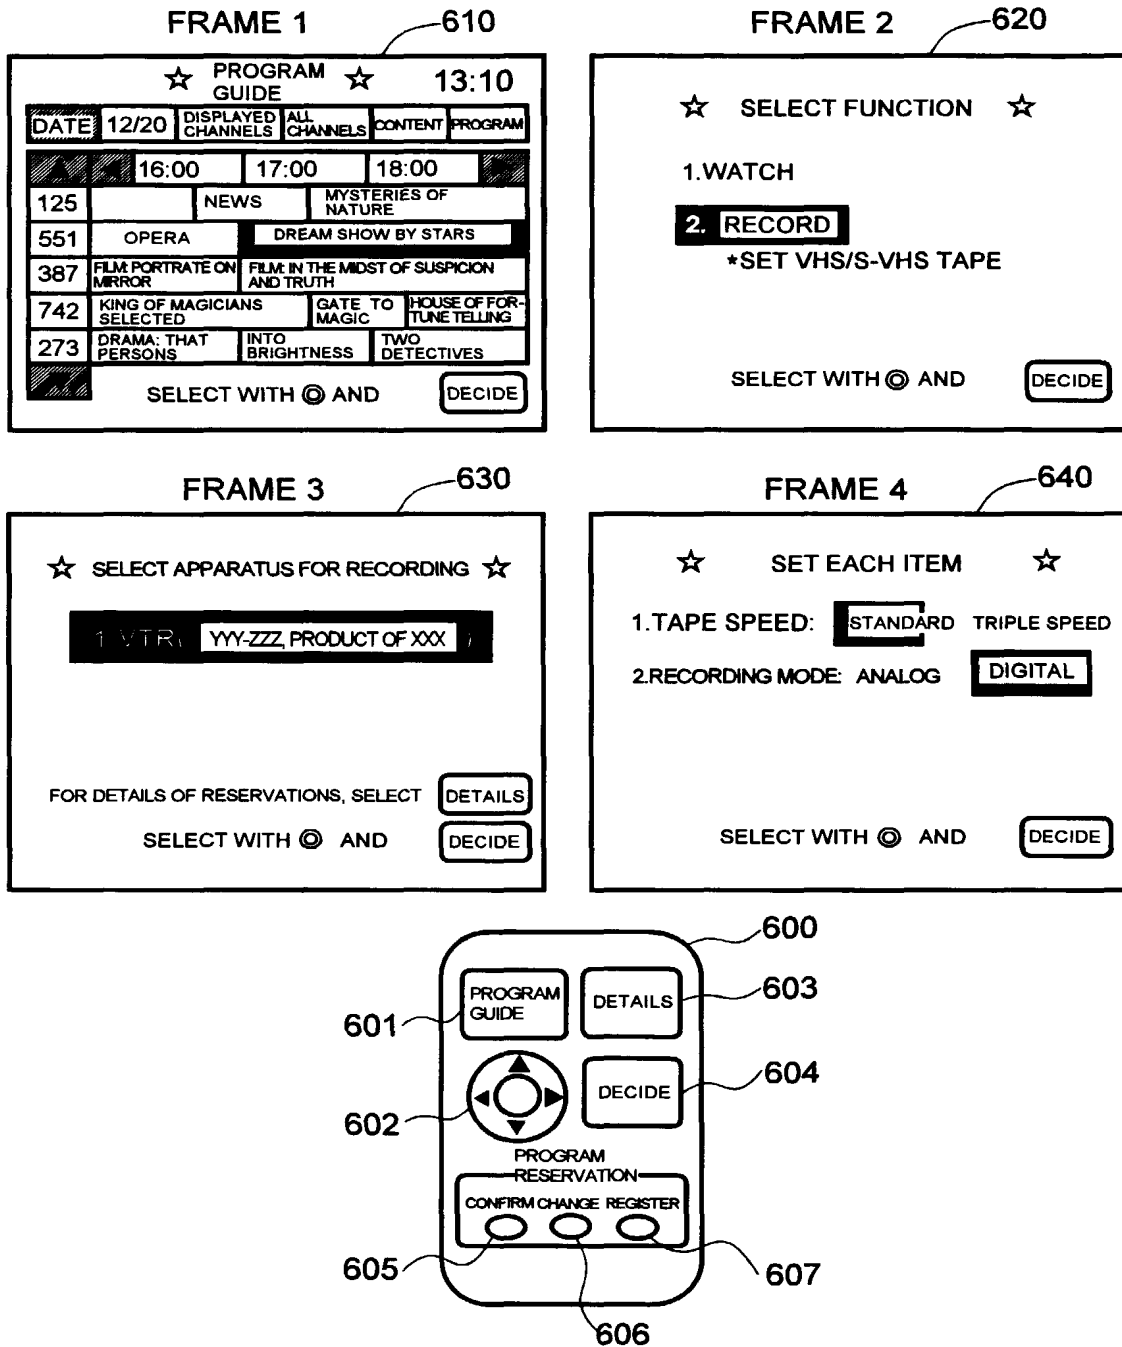 FRAME 1
610
☆ PROGRAM GUIDE ☆ 13:10
DATE 12/20 DISPLAYED CHANNELS ALL CHANNELS CONTENT PROGRAM
16:00 17:00 18:00
125 NEWS MYSTERIES OF NATURE
551 OPERA DREAM SHOW BY STARS
387 FILM: PORTRATE ON MIRROR FILM: IN THE MIDST OF SUSPICION AND TRUTH
742 KING OF MAGICIANS SELECTED GATE TO MAGIC HOUSE OF FOR-TUNE TELLING
273 DRAMA: THAT PERSONS INTO BRIGHTNESS TWO DETECTIVES
SELECT WITH ◎ AND DECIDE
FRAME 2
620
☆ SELECT FUNCTION ☆
1.WATCH
2. RECORD
*SET VHS/S-VHS TAPE
SELECT WITH ◎ AND DECIDE
FRAME 3
630
☆ SELECT APPARATUS FOR RECORDING ☆
1 VTR( YYY-ZZZ, PRODUCT OF XXX )
FOR DETAILS OF RESERVATIONS, SELECT DETAILS
SELECT WITH ◎ AND DECIDE
FRAME 4
640
☆ SET EACH ITEM ☆
1.TAPE SPEED: STANDARD TRIPLE SPEED
2.RECORDING MODE: ANALOG DIGITAL
SELECT WITH ◎ AND DECIDE
600
PROGRAM GUIDE
601
DETAILS
603
602
DECIDE
604
PROGRAM
RESERVATION
CONFIRM CHANGE REGISTER
605
606
607